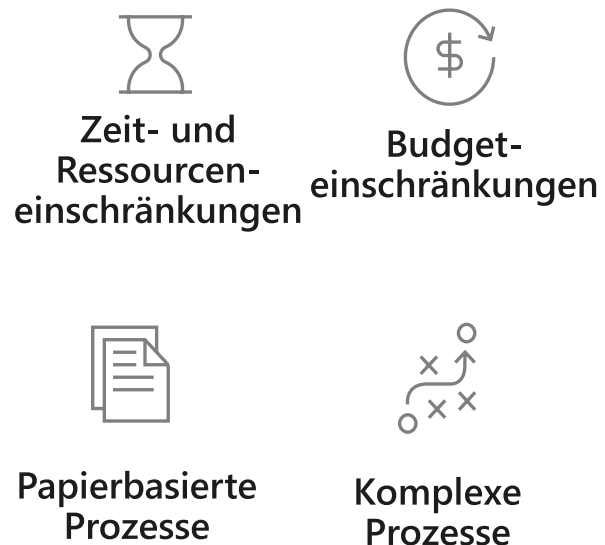 $
Zeit- und
Ressourcen-
einschränkungen
Budget-
einschränkungen
Papierbasierte
Prozesse
Komplexe
Prozesse